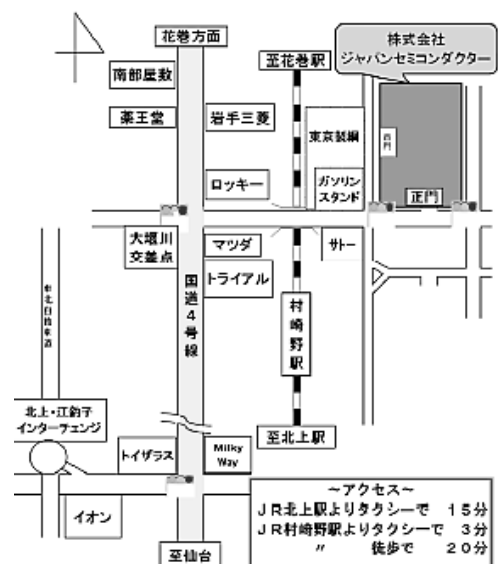 花巻方面
株式会社
ジャパンセミコンダクター
至花巻駅
南部屋敷
薬王堂
岩手三菱
東京製綱
西門
ロッキー
ガソリン
スタンド
正門
大堰川
交差点
マツダ
サトー
トライアル
国道4号線
村崎野駅
東北自動車道
北上・江釣子
インターチェンジ
至北上駅
トイザラス
Milky
Way
イオン
至仙台
~アクセス~
JR北上駅よりタクシーで 15分
JR村崎野駅よりタクシーで 3分
〃 徒歩で 20分